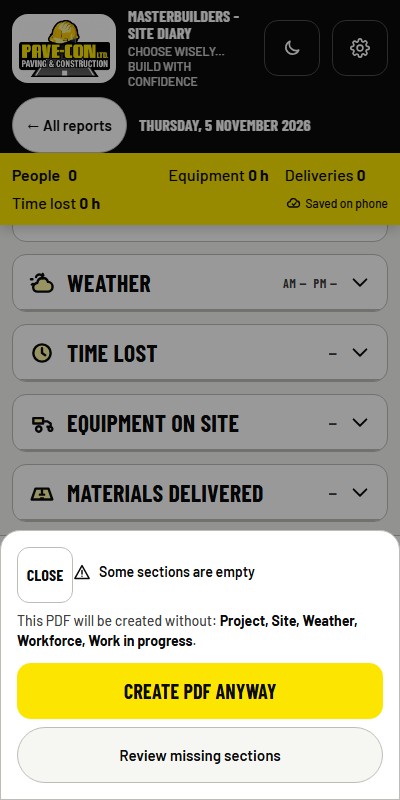 PAVE-CON LTD.
PAVING & CONSTRUCTION
MASTERBUILDERS -
SITE DIARY
CHOOSE WISELY...
BUILD WITH
CONFIDENCE
← All reports
THURSDAY, 5 NOVEMBER 2026
People 0
Equipment 0 h
Deliveries 0
Time lost 0 h
Saved on phone
WEATHER
AM – PM –
TIME LOST
–
EQUIPMENT ON SITE
–
MATERIALS DELIVERED
–
CLOSE
Some sections are empty
This PDF will be created without: Project, Site, Weather,
Workforce, Work in progress.
CREATE PDF ANYWAY
Review missing sections